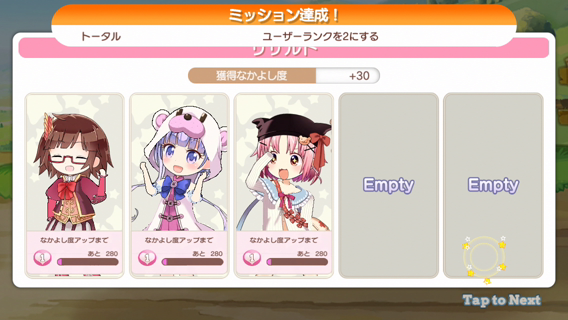 ミッション達成！
トータル ユーザーランクを2にする
リザルト
獲得なかよし度 +30
なかよし度アップまで
1 あと 280
なかよし度アップまで
1 あと 280
なかよし度アップまで
1 あと 280
Empty
Empty
Tap to Next